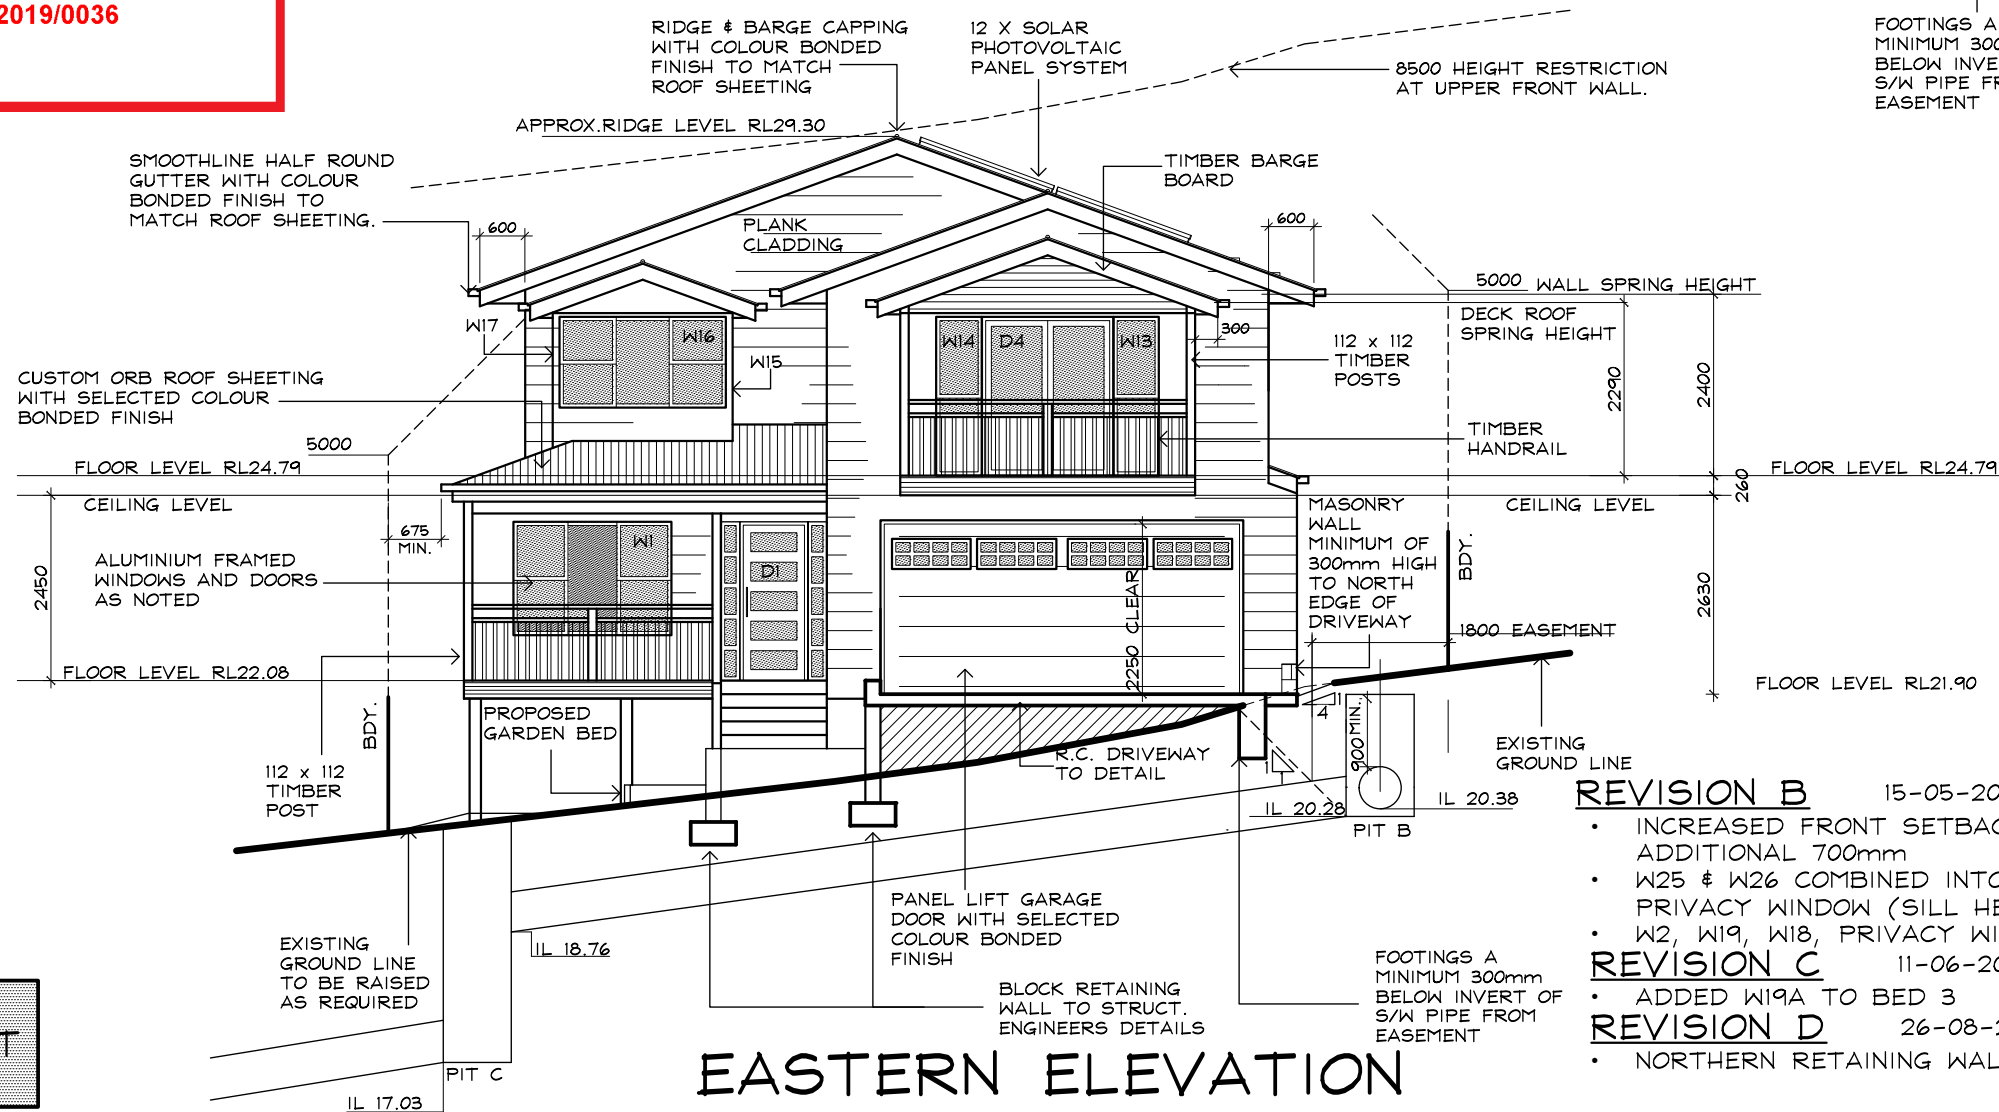 2019/0036
RIDGE & BARGE CAPPING
WITH COLOUR BONDED
FINISH TO MATCH
ROOF SHEETING
12 X SOLAR
PHOTOVOLTAIC
PANEL SYSTEM
8500 HEIGHT RESTRICTION
AT UPPER FRONT WALL.
FOOTINGS A
MINIMUM 300
BELOW INVE
S/W PIPE FR
EASEMENT
APPROX.RIDGE LEVEL RL29.30
SMOOTHLINE HALF ROUND
GUTTER WITH COLOUR
BONDED FINISH TO
MATCH ROOF SHEETING.
TIMBER BARGE
BOARD
600
PLANK
CLADDING
600
5000 WALL SPRING HEIGHT
DECK ROOF
SPRING HEIGHT
W17
W16
W15
W14
D4
W13
300
112 x 112
TIMBER
POSTS
2290
2400
CUSTOM ORB ROOF SHEETING
WITH SELECTED COLOUR
BONDED FINISH
TIMBER
HANDRAIL
5000
FLOOR LEVEL RL24.79
FLOOR LEVEL RL24.79
CEILING LEVEL
CEILING LEVEL
260
675
MIN.
MASONRY
WALL
MINIMUM OF
300mm HIGH
TO NORTH
EDGE OF
DRIVEWAY
BDY.
ALUMINIUM FRAMED
WINDOWS AND DOORS
AS NOTED
W1
D1
2450
2250 CLEAR
2630
1800 EASEMENT
FLOOR LEVEL RL22.08
FLOOR LEVEL RL21.90
BDY.
PROPOSED
GARDEN BED
1
4
900MIN.
112 x 112
TIMBER
POST
R.C. DRIVEWAY
TO DETAIL
1
1
EXISTING
GROUND LINE
IL 20.28
IL 20.38
PIT B
REVISION B 15-05-20
• INCREASED FRONT SETBAC
ADDITIONAL 700mm
• W25 & W26 COMBINED INTO
PRIVACY WINDOW (SILL HE
• W2, W19, W18, PRIVACY WI
REVISION C 11-06-20
• ADDED W19A TO BED 3
REVISION D 26-08-
• NORTHERN RETAINING WAL
PANEL LIFT GARAGE
DOOR WITH SELECTED
COLOUR BONDED
FINISH
EXISTING
GROUND LINE
TO BE RAISED
AS REQUIRED
IL 18.76
BLOCK RETAINING
WALL TO STRUCT.
ENGINEERS DETAILS
FOOTINGS A
MINIMUM 300mm
BELOW INVERT OF
S/W PIPE FROM
EASEMENT
T
PIT C
IL 17.03
EASTERN ELEVATION